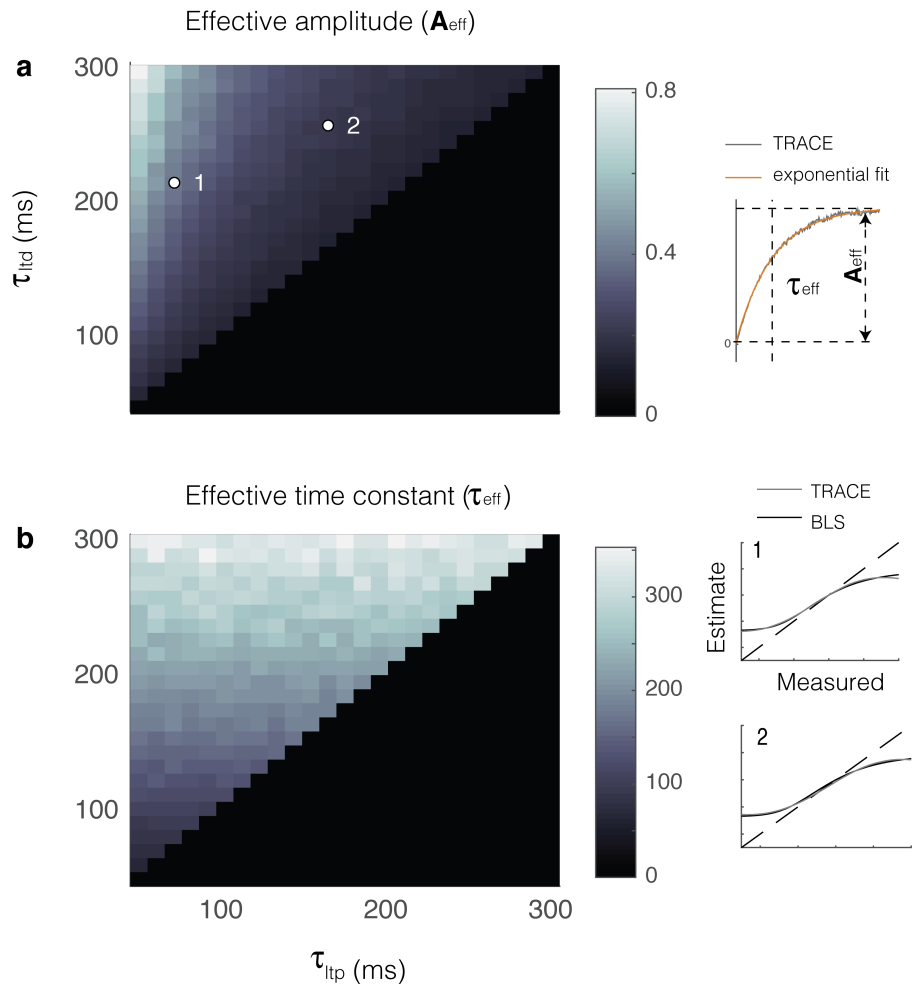 Effective amplitude (Aeff)
a
300
200
100
τltd (ms)
1
2
0.8
0.4
0
TRACE
exponential fit
τeff
Aeff
0
Effective time constant (τeff)
b
300
200
100
100
200
300
τltp (ms)
300
200
100
0
TRACE
BLS
1
Estimate
Measured
2